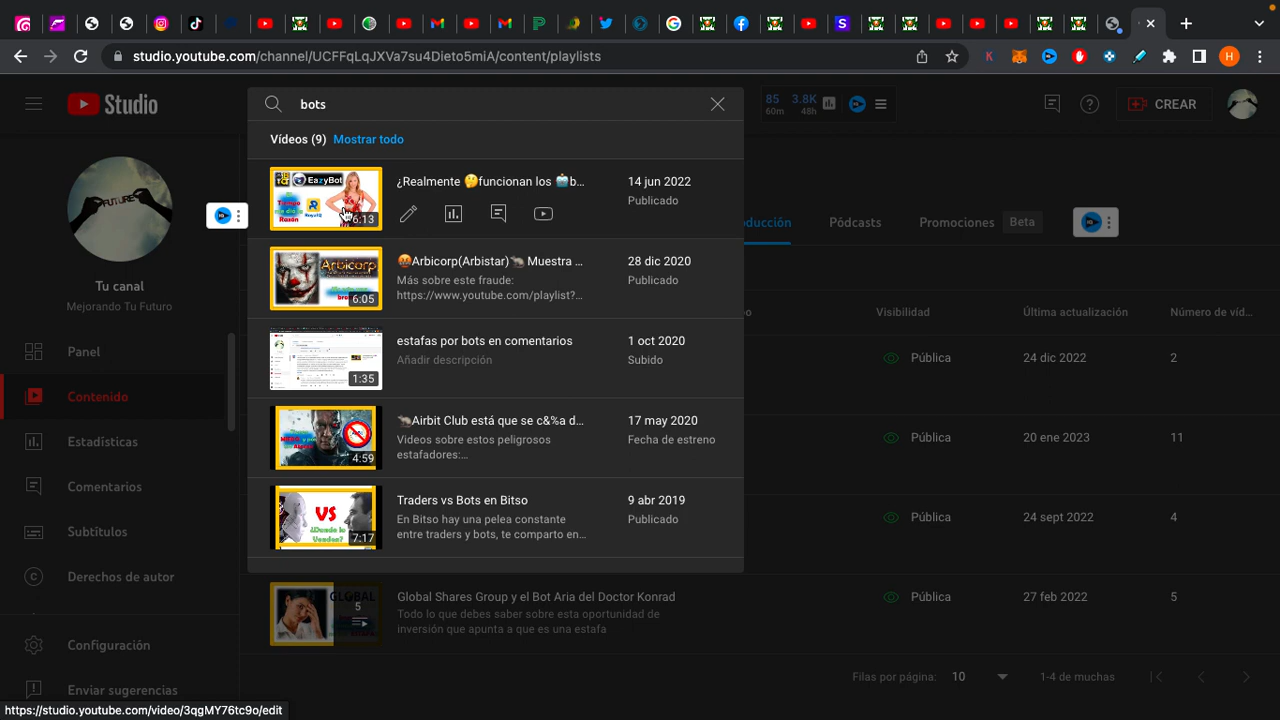 studio.youtube.com/channel/UCFFqLqJXVa7su4Dieto5miA/content/playlists
H
Studio
bots
85
60m
3.8K
48h
CREAR
Vídeos (9) Mostrar todo
¿Realmente 🤔funcionan los 🤖b...
14 jun 2022
Publicado
EazyBot
RoyalQ
6:13
🤬Arbicorp(Arbistar)🐀 Muestra ...
Más sobre este fraude:
https://www.youtube.com/playlist?...
28 dic 2020
Publicado
Arbicorp
6:05
estafas por bots en comentarios
Añadir descripción
1 oct 2020
Subido
1:35
🐀Airbit Club está que se c&%a d...
Videos sobre estos peligrosos
estafadores:...
17 may 2020
Fecha de estreno
4:59
Traders vs Bots en Bitso
En Bitso hay una pelea constante
entre traders y bots, te comparto en...
9 abr 2019
Publicado
VS
7:17
Global Shares Group y el Bot Aria del Doctor Konrad
Todo lo que debes saber sobre esta oportunidad de
inversión que apunta a que es una estafa
GLOBAL
5
FUTURE
Tu canal
Mejorando Tu Futuro
Panel
Contenido
Estadísticas
Comentarios
Subtítulos
Derechos de autor
Configuración
Enviar sugerencias
Pódcasts
Promociones
Beta
Visibilidad
Última actualización
Número de víd...
Pública
24 dic 2022
2
Pública
20 ene 2023
11
Pública
24 sept 2022
4
Pública
27 feb 2022
5
Filas por página: 10
1-4 de muchas
https://studio.youtube.com/video/3qgMY76tc9o/edit